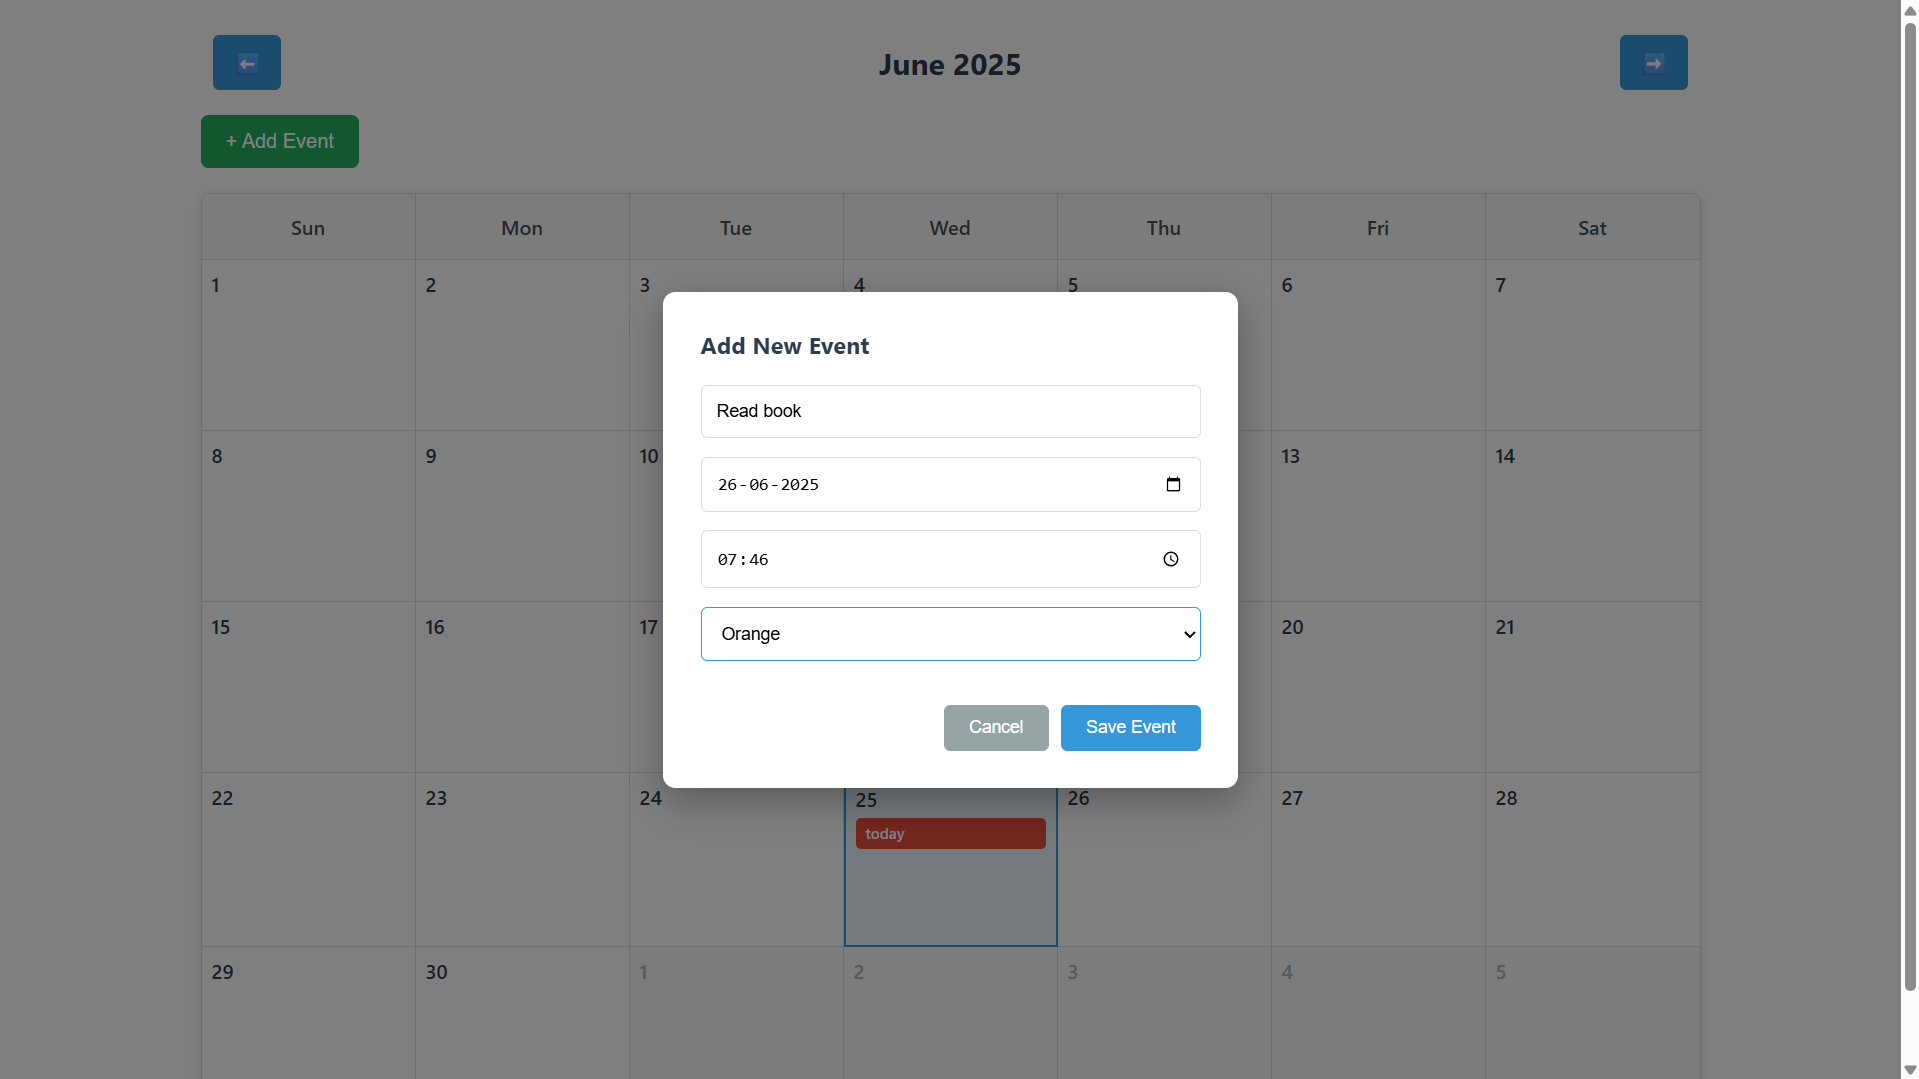 June 2025
+ Add Event
Sun Mon Tue Wed Thu Fri Sat
1 2 3 4 5 6 7
Add New Event
Read book
8 9 10 13 14
26-06-2025
07:46
15 16 17 20 21
Orange
Cancel Save Event
22 23 24 25 26 27 28
today
29 30 1 2 3 4 5